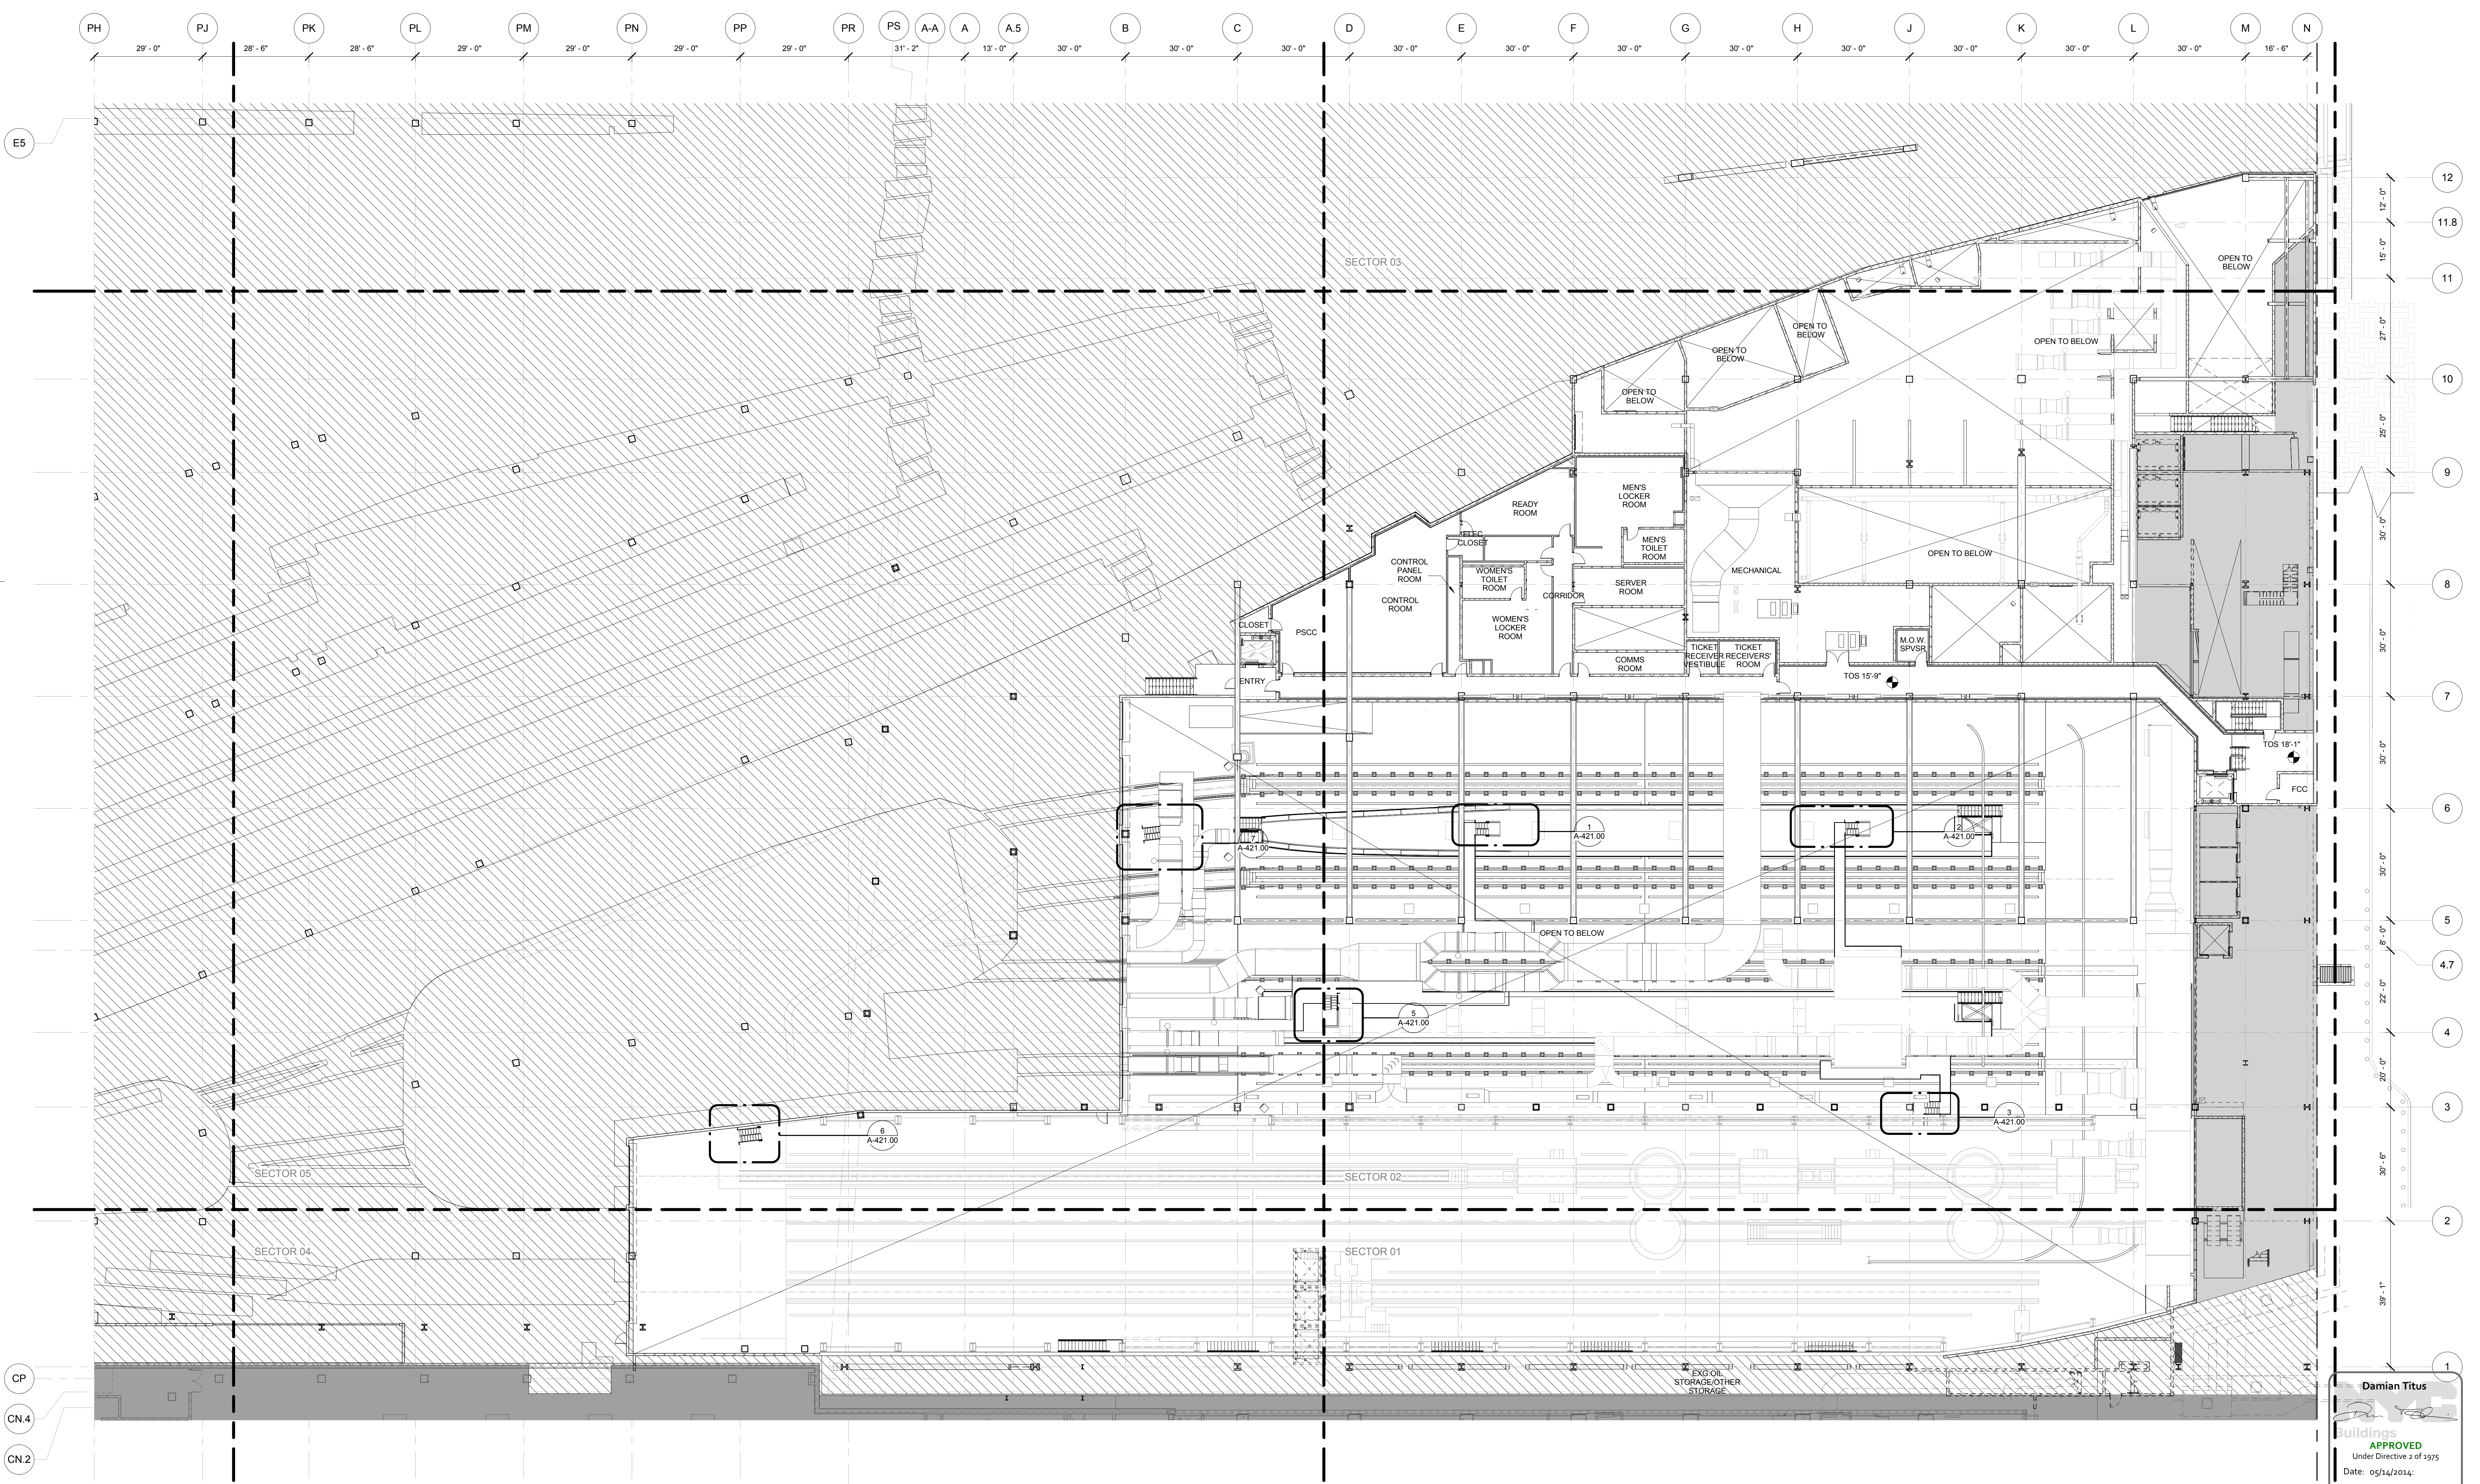 PH
PJ
PK
PL
PM
PN
PP
PR
PS
A-A
A
A.5
B
C
D
E
F
G
H
J
K
L
M
N
29' - 0"
28' - 6"
28' - 6"
29' - 0"
29' - 0"
29' - 0"
29' - 0"
31' - 2"
13' - 0"
30' - 0"
30' - 0"
30' - 0"
30' - 0"
30' - 0"
30' - 0"
30' - 0"
30' - 0"
30' - 0"
30' - 0"
30' - 0"
16' - 6"
E5
12
12' - 0"
11.8
15' - 0"
11
27' - 0"
10
25' - 0"
9
30' - 0"
8
30' - 0"
7
30' - 0"
6
30' - 0"
5
8' - 0"
4.7
22' - 0"
4
20' - 0"
3
30' - 6"
2
39' - 1"
1
SECTOR 03
OPEN TO
BELOW
OPEN TO
BELOW
OPEN TO BELOW
OPEN TO
BELOW
OPEN TO
BELOW
MEN'S
LOCKER
ROOM
READY
ROOM
ELEC
CLOSET
MEN'S
TOILET
ROOM
OPEN TO BELOW
CONTROL
PANEL
ROOM
WOMEN'S
TOILET
ROOM
MECHANICAL
SERVER
ROOM
CORRIDOR
CONTROL
ROOM
WOMEN'S
LOCKER
ROOM
CLOSET
PSCC
M.O.W.
SPVSR
TICKET
RECEIVER
VESTIBULE
TICKET
RECEIVERS'
ROOM
COMMS
ROOM
TOS 15'-9"
ENTRY
TOS 18'-1"
FCC
7
A-421.00
1
A-421.00
2
A-421.00
OPEN TO BELOW
5
A-421.00
6
A-421.00
3
A-421.00
SECTOR 05
SECTOR 02
SECTOR 04
SECTOR 01
EXG.OIL
STORAGE/OTHER
STORAGE
CP
CN.4
CN.2
Damian Titus
NYC
Buildings
APPROVED
Under Directive 2 of 1975
Date: 05/14/2014: